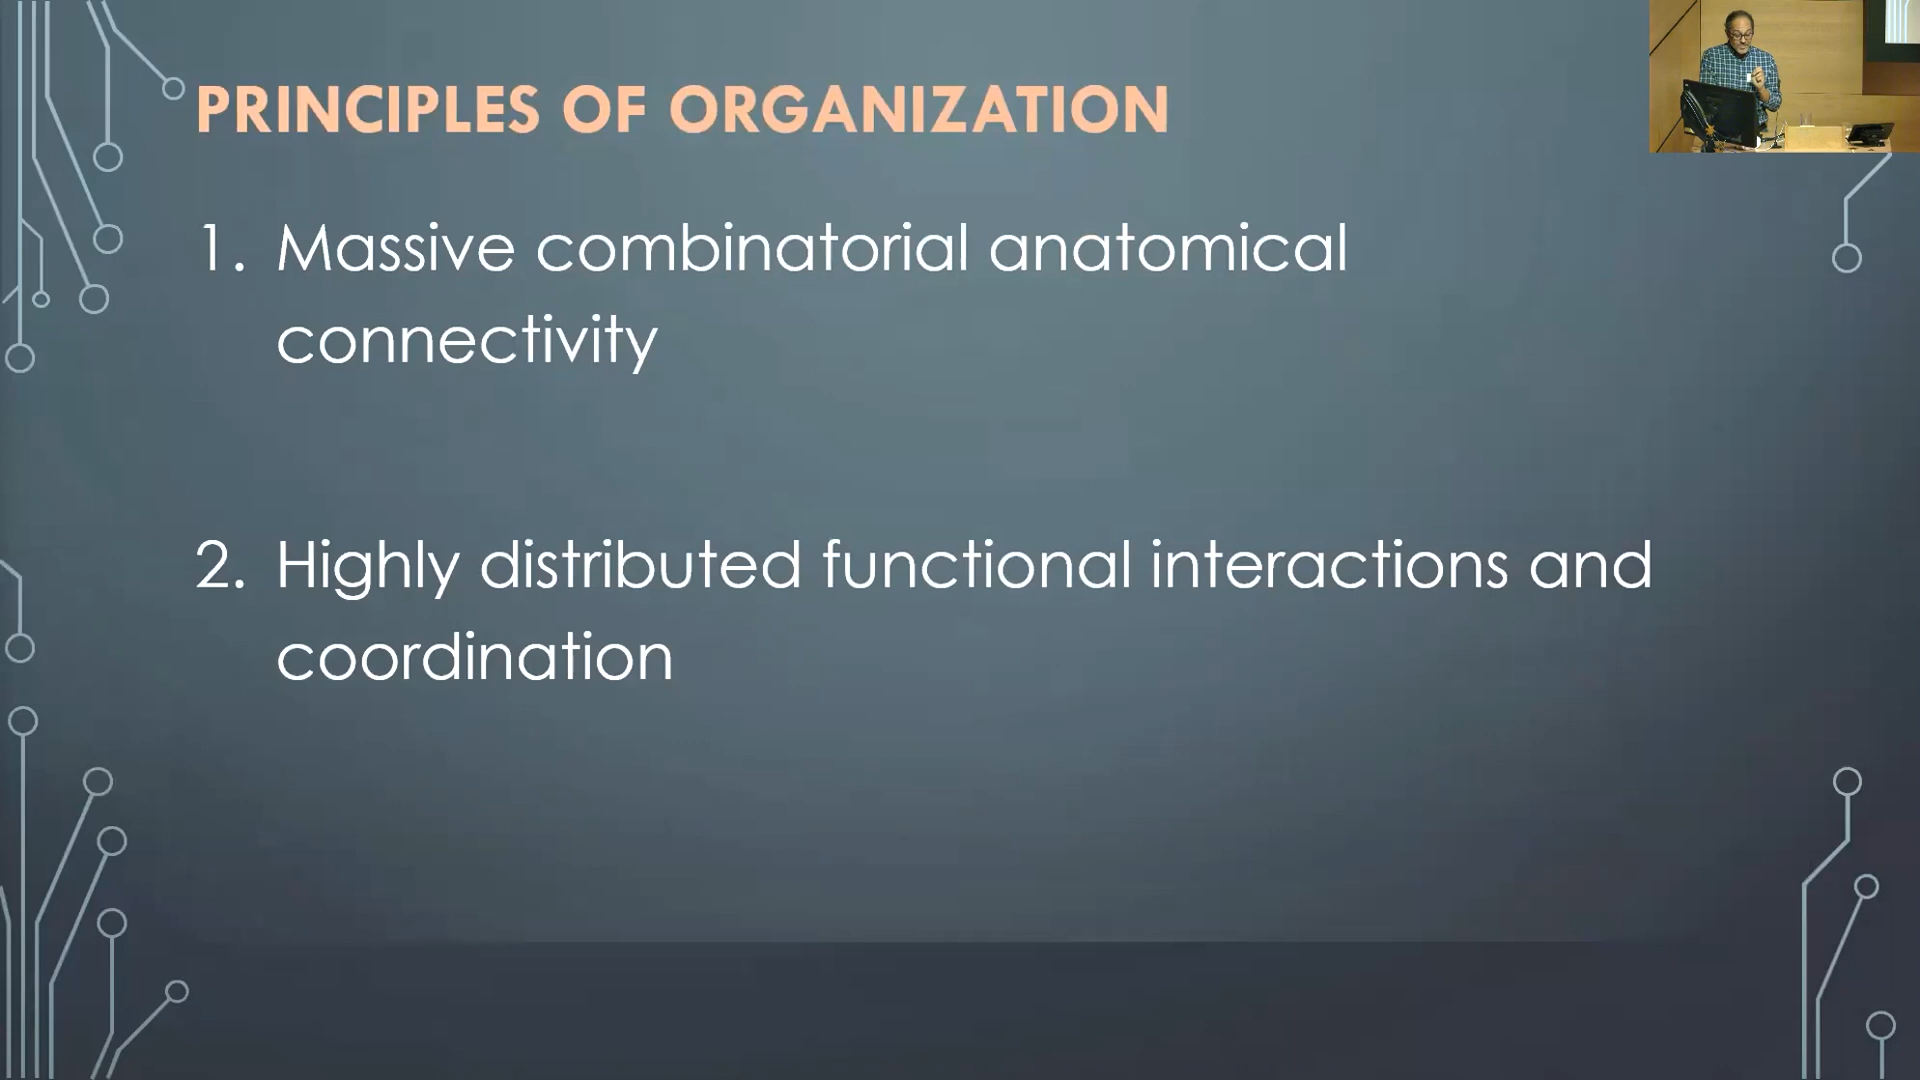 PRINCIPLES OF ORGANIZATION
1. Massive combinatorial anatomical
connectivity
2. Highly distributed functional interactions and
coordination